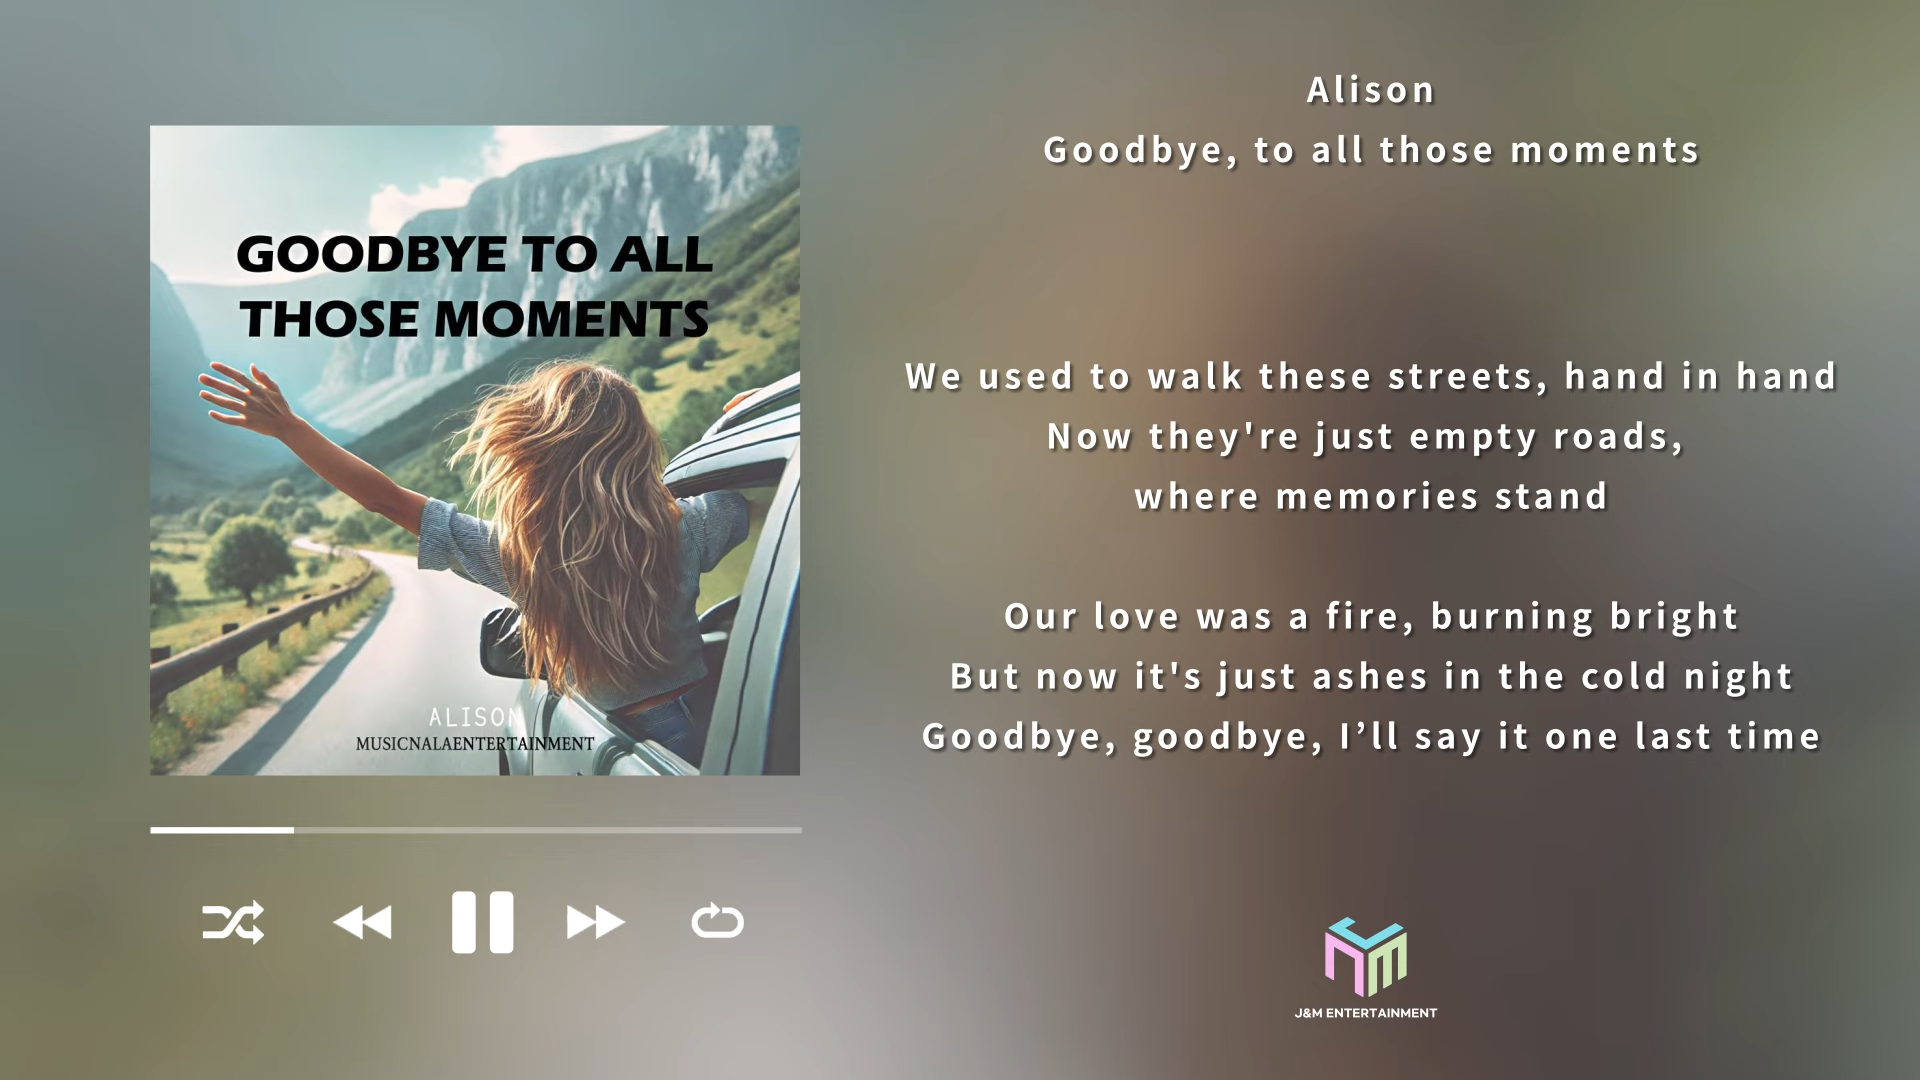 GOODBYE TO ALL
THOSE MOMENTS
ALISON
MUSICNALAENTERTAINMENT
Alison
Goodbye, to all those moments
We used to walk these streets, hand in hand
Now they're just empty roads,
where memories stand
Our love was a fire, burning bright
But now it's just ashes in the cold night
Goodbye, goodbye, I’ll say it one last time
J&M ENTERTAINMENT